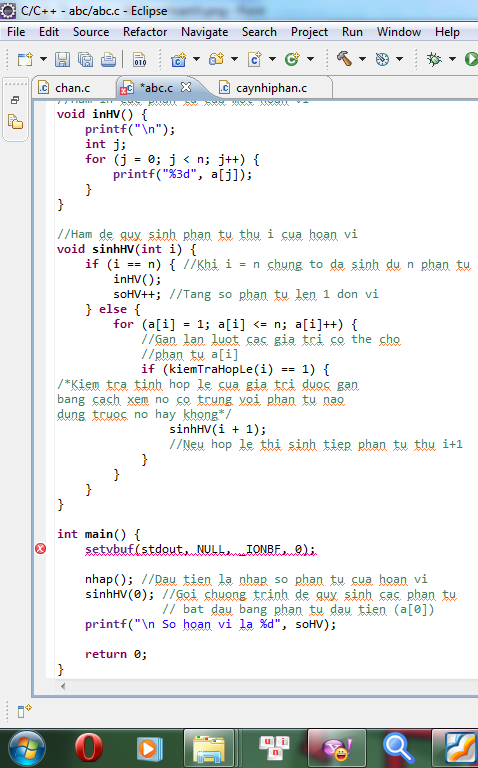 C/C++ - abc/abc.c - Eclipse
File Edit Source Refactor Navigate Search Project Run Window Help
010
chan.c *abc.c caynhiphan.c
//Ham in cac phan tu cua mot hoan vi
void inHV() {
printf("\n");
int j;
for (j = 0; j < n; j++) {
printf("%3d", a[j]);
}
}
//Ham de quy sinh phan tu thu i cua hoan vi
void sinhHV(int i) {
if (i == n) { //Khi i = n chung to da sinh du n phan tu
inHV();
soHV++; //Tang so phan tu len 1 don vi
} else {
for (a[i] = 1; a[i] <= n; a[i]++) {
//Gan lan luot cac gia tri co the cho
//phan tu a[i]
if (kiemTraHopLe(i) == 1) {
/*Kiem tra tinh hop le cua gia tri duoc gan
bang cach xem no co trung voi phan tu nao
dung truoc no hay khong*/
sinhHV(i + 1);
//Neu hop le thi sinh tiep phan tu thu i+1
}
}
}
}
int main() {
setvbuf(stdout, NULL, _IONBF, 0);
nhap(); //Dau tien la nhap so phan tu cua hoan vi
sinhHV(0); //Goi chuong trinh de quy sinh cac phan tu
// bat dau bang phan tu dau tien (a[0])
printf("\n So hoan vi la %d", soHV);
return 0;
}